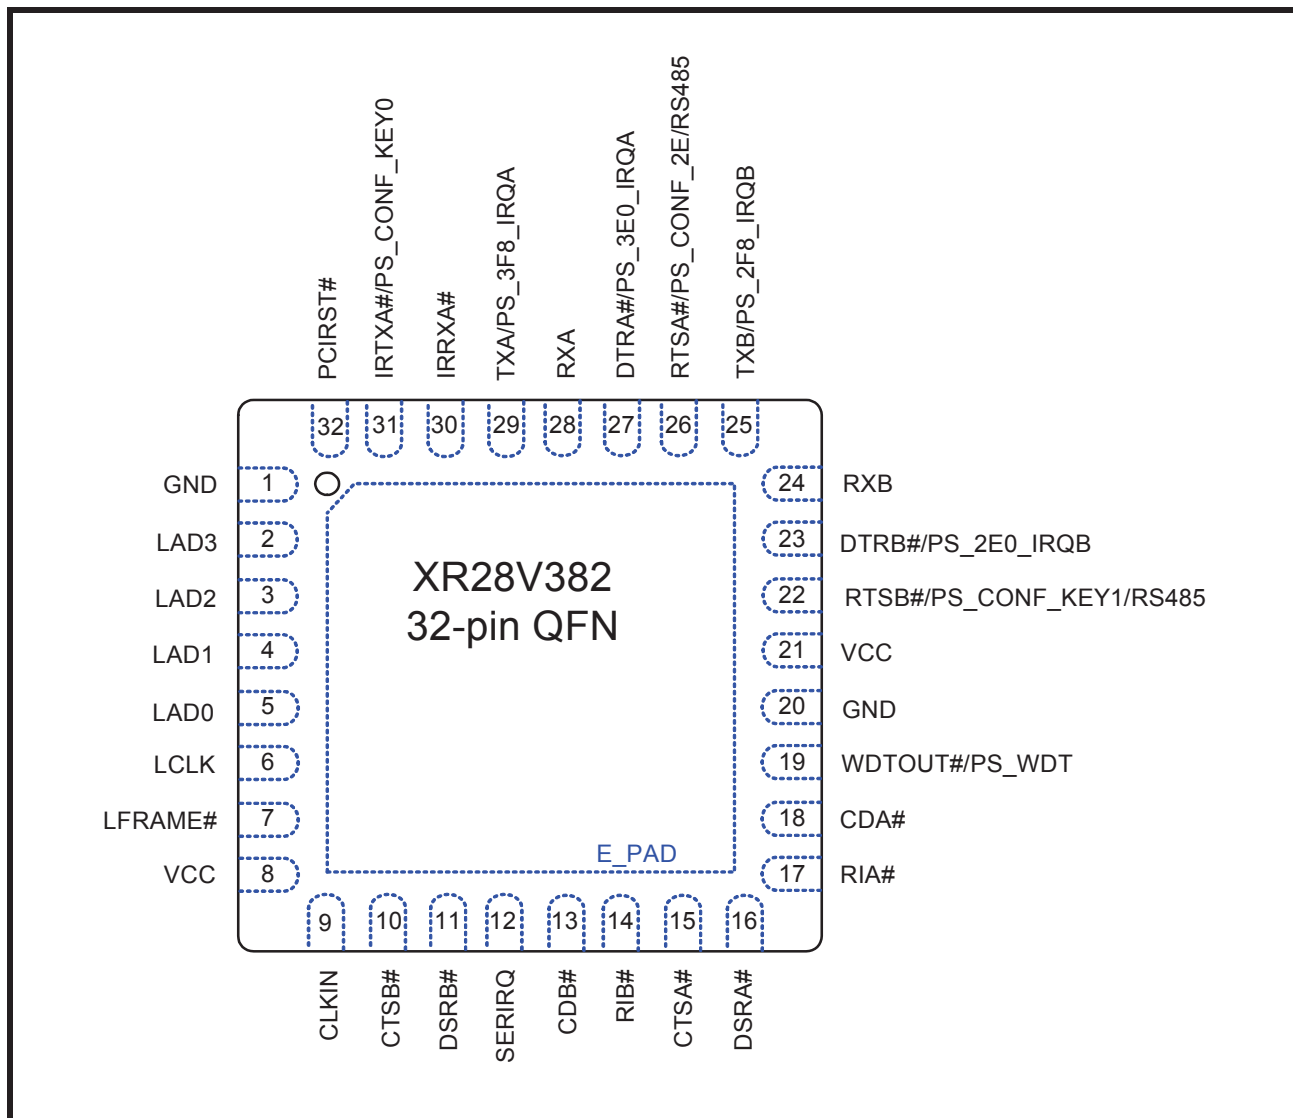 PCIRST#
IRTXA#/PS_CONF_KEY0
IRRXA#
TXA/PS_3F8_IRQA
RXA
DTRA#/PS_3E0_IRQA
RTSA#/PS_CONF_2E/RS485
TXB/PS_2F8_IRQB
32 31 30 29 28 27 26 25
GND 1 24 RXB
LAD3 2 23 DTRB#/PS_2E0_IRQB
LAD2 3 22 RTSB#/PS_CONF_KEY1/RS485
LAD1 4 21 VCC
LAD0 5 20 GND
LCLK 6 19 WDTOUT#/PS_WDT
LFRAME# 7 18 CDA#
VCC 8 17 RIA#
XR28V382
32-pin QFN
E_PAD
9 10 11 12 13 14 15 16
CLKIN
CTSB#
DSRB#
SERIRQ
CDB#
RIB#
CTSA#
DSRA#